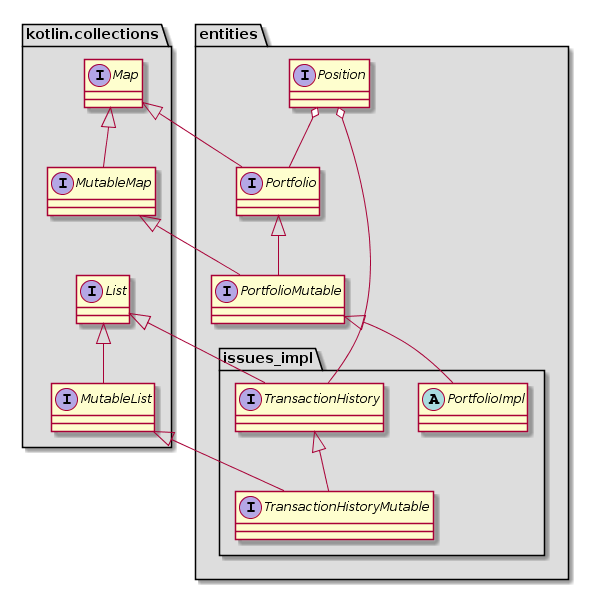 kotlin.collections
entities
I Map
I Position
I MutableMap
I Portfolio
I List
I PortfolioMutable
issues_impl
I MutableList
I TransactionHistory
A PortfolioImpl
I TransactionHistoryMutable